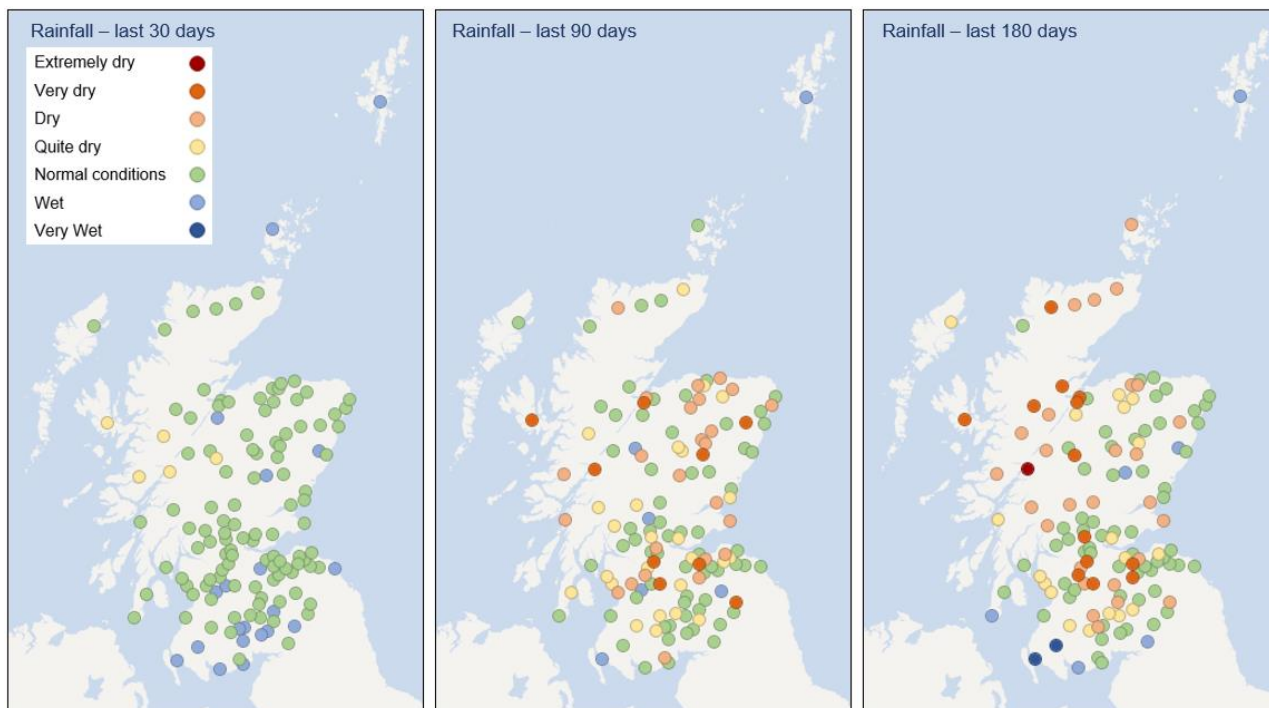 Rainfall – last 30 days
Extremely dry
Very dry
Dry
Quite dry
Normal conditions
Wet
Very Wet
Rainfall – last 90 days
Rainfall – last 180 days